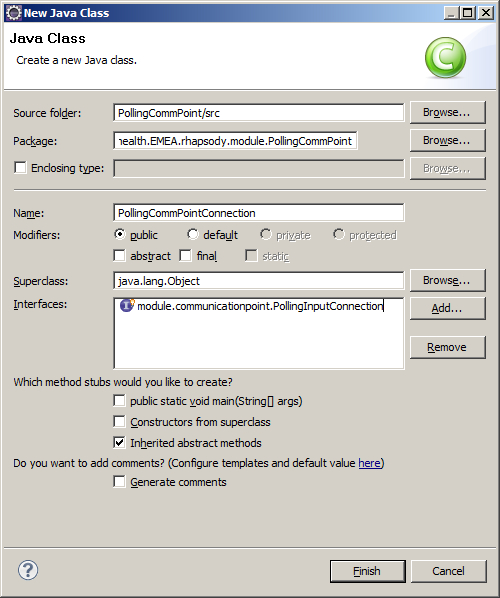 New Java Class
Java Class
Create a new Java class.
C
Source folder: PollingCommPoint/src Browse...
Package: health.EMEA.rhapsody.module.PollingCommPoint Browse...
Enclosing type: Browse...
Name: PollingCommPointConnection
Modifiers: public default private protected
abstract final static
Superclass: java.lang.Object Browse...
Interfaces: module.communicationpoint.PollingInputConnection Add...
Remove
Which method stubs would you like to create?
public static void main(String[] args)
Constructors from superclass
Inherited abstract methods
Do you want to add comments? (Configure templates and default value here)
Generate comments
? Finish Cancel